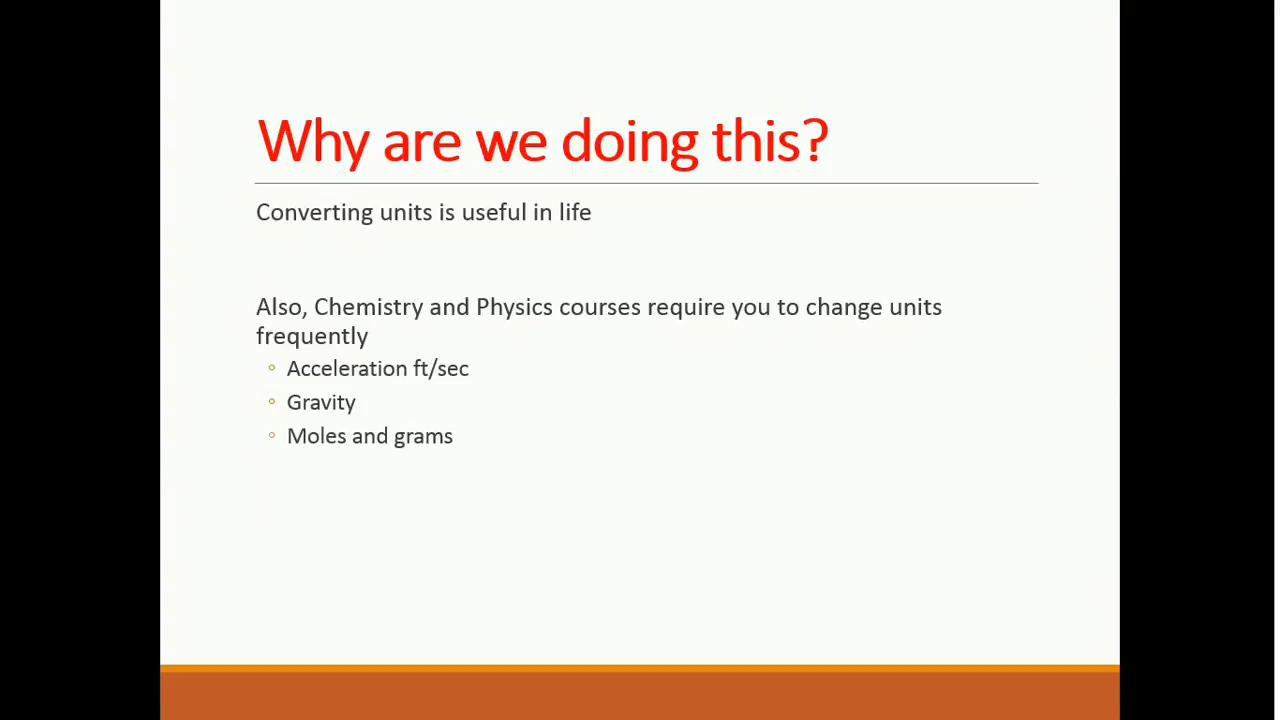 Why are we doing this?
Converting units is useful in life
Also, Chemistry and Physics courses require you to change units
frequently
◦ Acceleration ft/sec
◦ Gravity
◦ Moles and grams